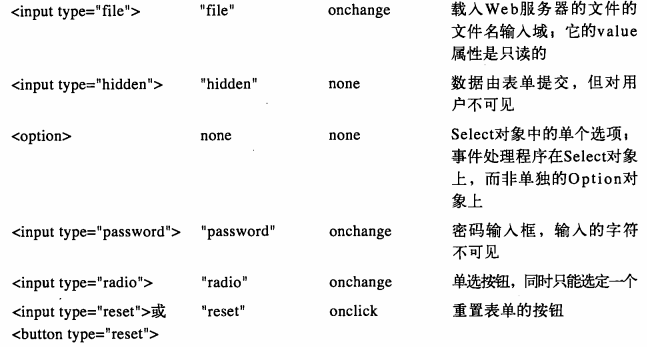 <input type="file"> "file" onchange 载入Web服务器的文件的
文件名输入域；它的value
属性是只读的
<input type="hidden"> "hidden" none 数据由表单提交，但对用
户不可见
<option> none none Select对象中的单个选项；
事件处理程序在Select对象
上，而非单独的Option对
象上
<input type="password"> "password" onchange 密码输入框，输入的字符
不可见
<input type="radio"> "radio" onchange 单选按钮，同时只能选定一个
<input type="reset">或 "reset" onclick 重置表单的按钮
<button type="reset">